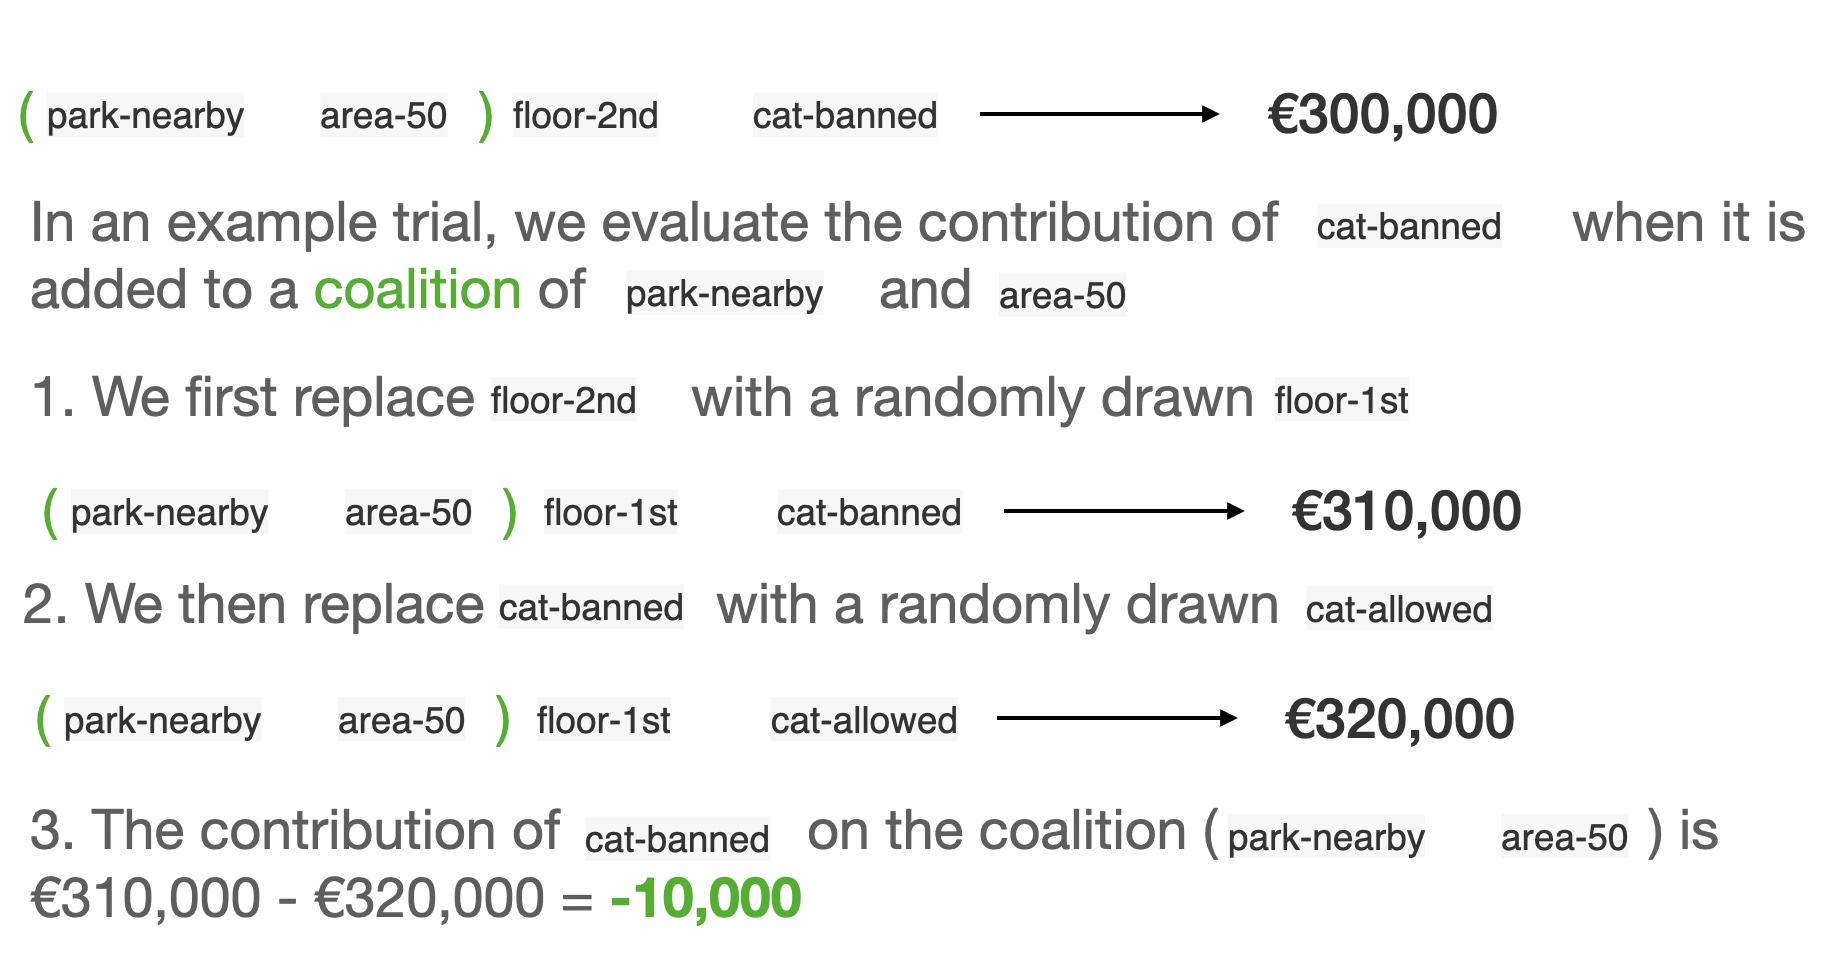 ( park-nearby area-50 ) floor-2nd cat-banned €300,000
In an example trial, we evaluate the contribution of cat-banned when it is
added to a coalition of park-nearby and area-50
1. We first replace floor-2nd with a randomly drawn floor-1st
( park-nearby area-50 ) floor-1st cat-banned €310,000
2. We then replace cat-banned with a randomly drawn cat-allowed
( park-nearby area-50 ) floor-1st cat-allowed €320,000
3. The contribution of cat-banned on the coalition ( park-nearby area-50 ) is
€310,000 - €320,000 = -10,000